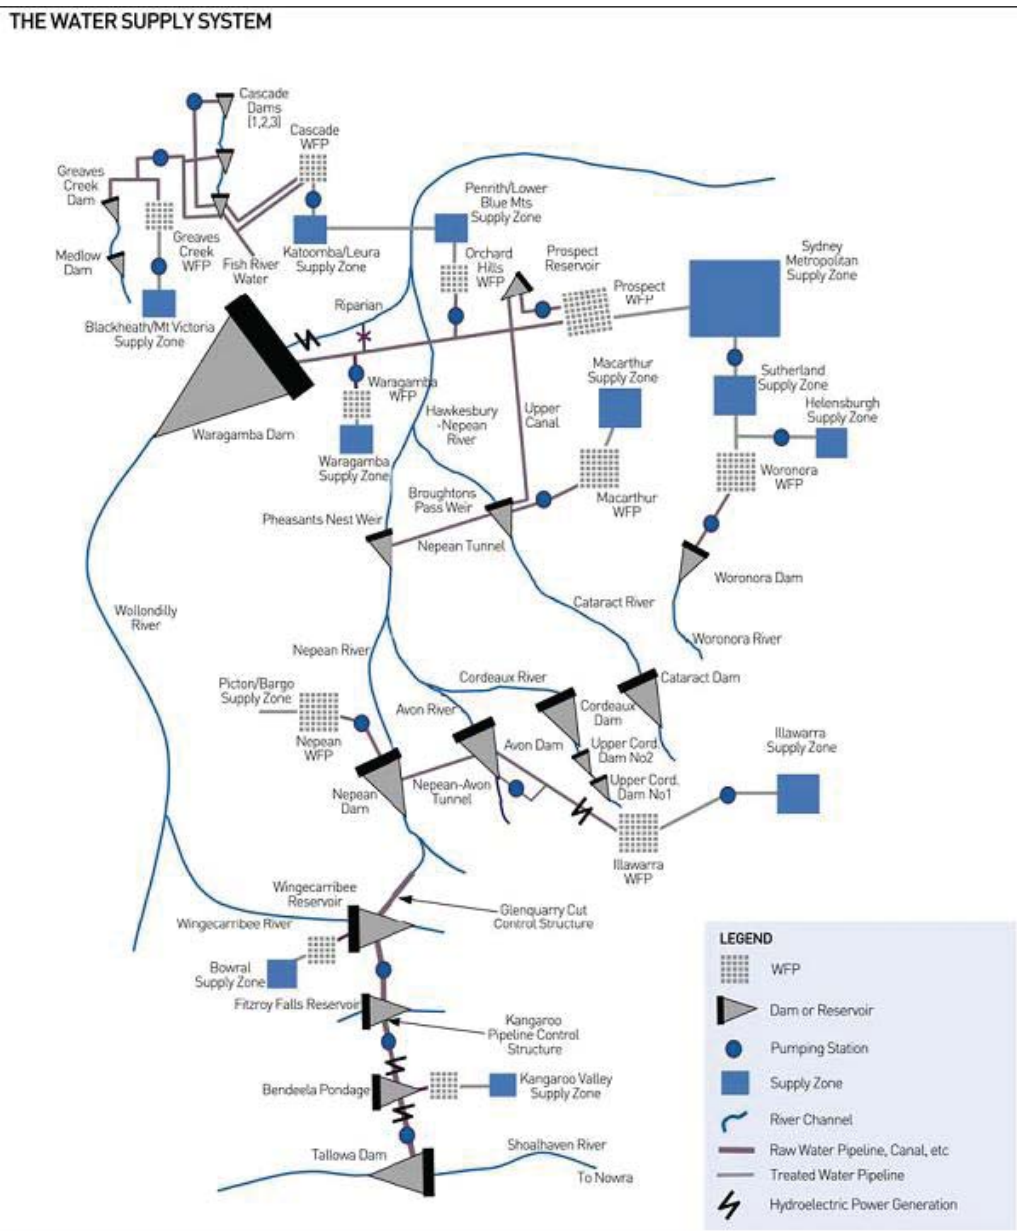 THE WATER SUPPLY SYSTEM
Cascade
Dams
[1,2,3]
Cascade
WFP
Greaves
Creek
Dam
Greaves
Creek
WFP
Medlow
Dam
Fish River
Water
Katoomba/Leura
Supply Zone
Penrith/Lower
Blue Mts
Supply Zone
Orchard
Hills
WFP
Prospect
Reservoir
Prospect
WFP
Sydney
Metropolitan
Supply Zone
Blackheath/Mt Victoria
Supply Zone
Riparian
Waragamba
WFP
Waragamba Dam
Waragamba
Supply Zone
Hawkesbury
-Nepean
River
Upper
Canal
Macarthur
Supply Zone
Macarthur
WFP
Sutherland
Supply Zone
Helensburgh
Supply Zone
Woronora
WFP
Broughtons
Pass Weir
Pheasants Nest Weir
Nepean Tunnel
Woronora Dam
Woronora River
Cataract River
Wollondilly
River
Nepean River
Cordeaux River
Cataract Dam
Picton/Bargo
Supply Zone
Nepean
WFP
Avon River
Cordeaux
Dam
Avon Dam
Upper Cord.
Dam No2
Upper Cord.
Dam No1
Illawarra
Supply Zone
Nepean
Dam
Nepean-Avon
Tunnel
Illawarra
WFP
Wingecarribee
Reservoir
Wingecarribee River
Glenquarry Cut
Control Structure
Bowral
Supply Zone
Fitzroy Falls Reservoir
Kangaroo
Pipeline Control
Structure
Bendeela Pondage
Kangaroo Valley
Supply Zone
Tallowa Dam
Shoalhaven River
To Nowra
LEGEND
WFP
Dam or Reservoir
Pumping Station
Supply Zone
River Channel
Raw Water Pipeline, Canal, etc
Treated Water Pipeline
Hydroelectric Power Generation